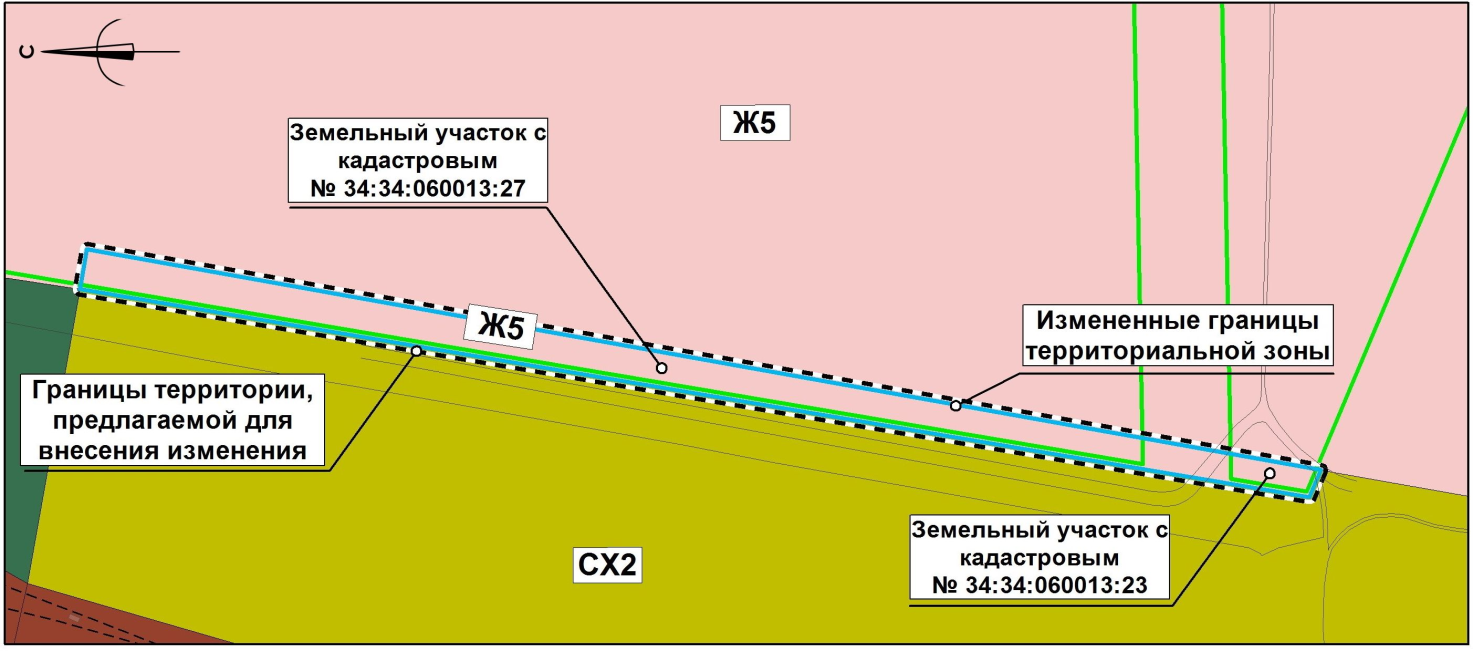 С
Ж5
Земельный участок с
кадастровым
№ 34:34:060013:27
Ж5
Измененные границы
территориальной зоны
Границы территории,
предлагаемой для
внесения изменения
СХ2
Земельный участок с
кадастровым
№ 34:34:060013:23